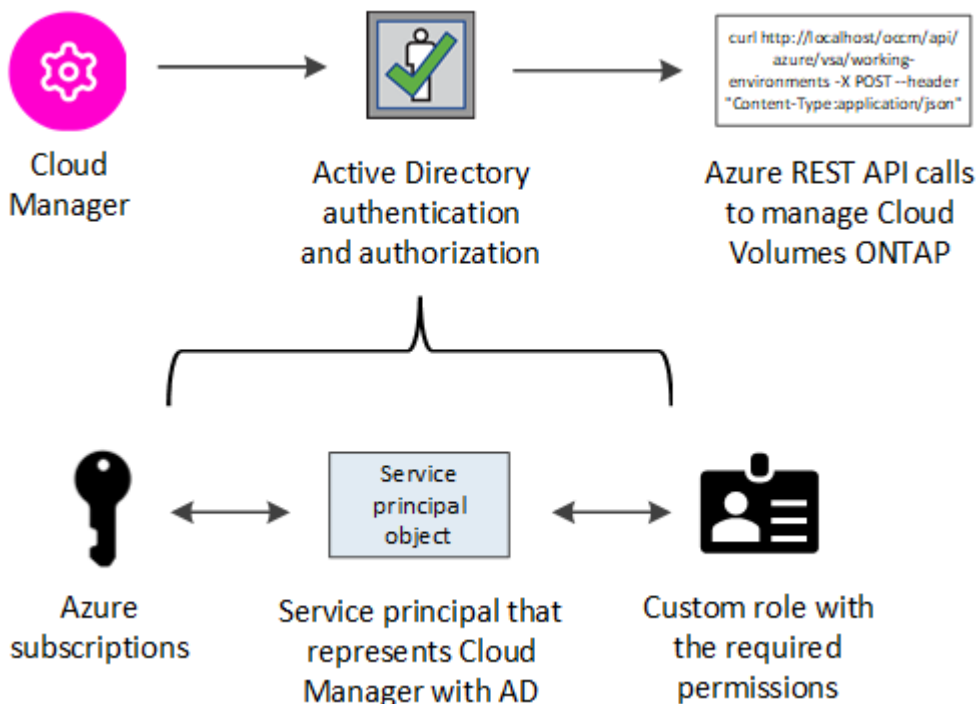 curl http://localhost/occm/api/
azure/vsa/working-
environments -X POST --header
"Content-Type:application/json"
Cloud
Manager
Active Directory
authentication
and authorization
Azure REST API calls
to manage Cloud
Volumes ONTAP
Service
principal
object
Azure
subscriptions
Service principal that
represents Cloud
Manager with AD
Custom role with
the required
permissions